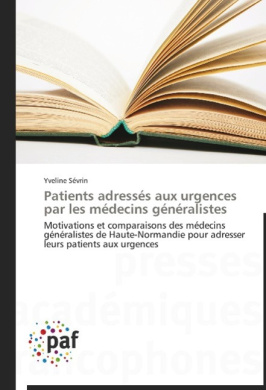 Yveline Sévrin
Patients adressés aux urgences
par les médecins généralistes
Motivations et comparaisons des médecins
généralistes de Haute-Normandie pour adresser
leurs patients aux urgences
presses
académiques
francophones
paf